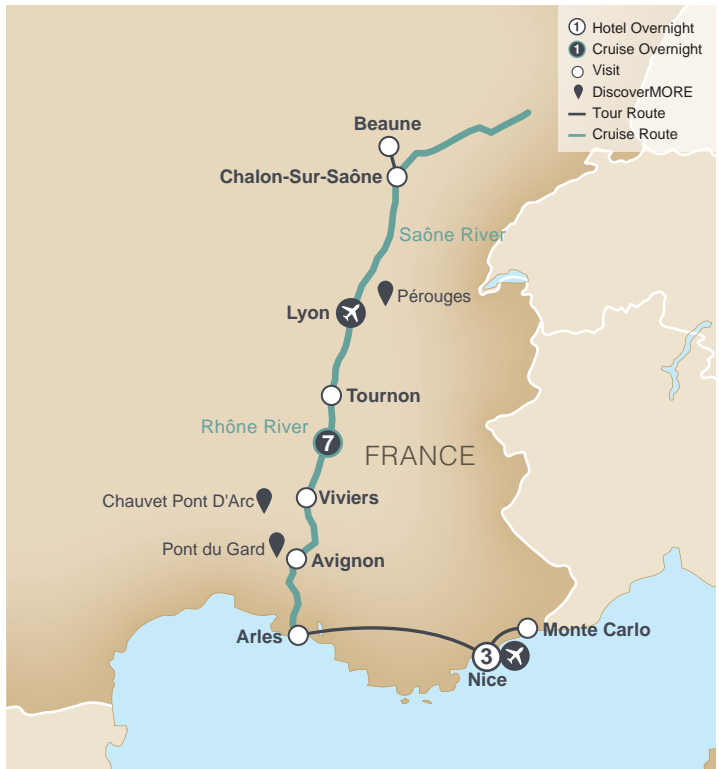 1 Hotel Overnight
1 Cruise Overnight
Visit
DiscoverMORE
Tour Route
Cruise Route
Beaune
Chalon-Sur-Saône
Saône River
Pérouges
Lyon
Tournon
Rhône River
7
FRANCE
Chauvet Pont D'Arc
Viviers
Pont du Gard
Avignon
Arles
Monte Carlo
3
Nice